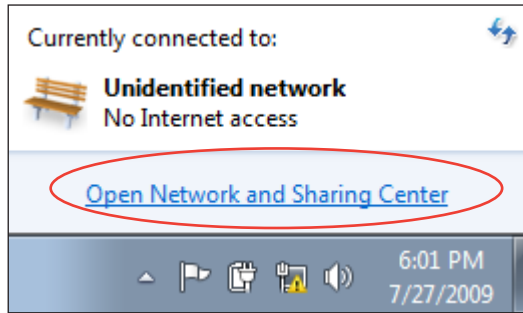 Currently connected to:
Unidentified network
No Internet access
Open Network and Sharing Center
6:01 PM
7/27/2009